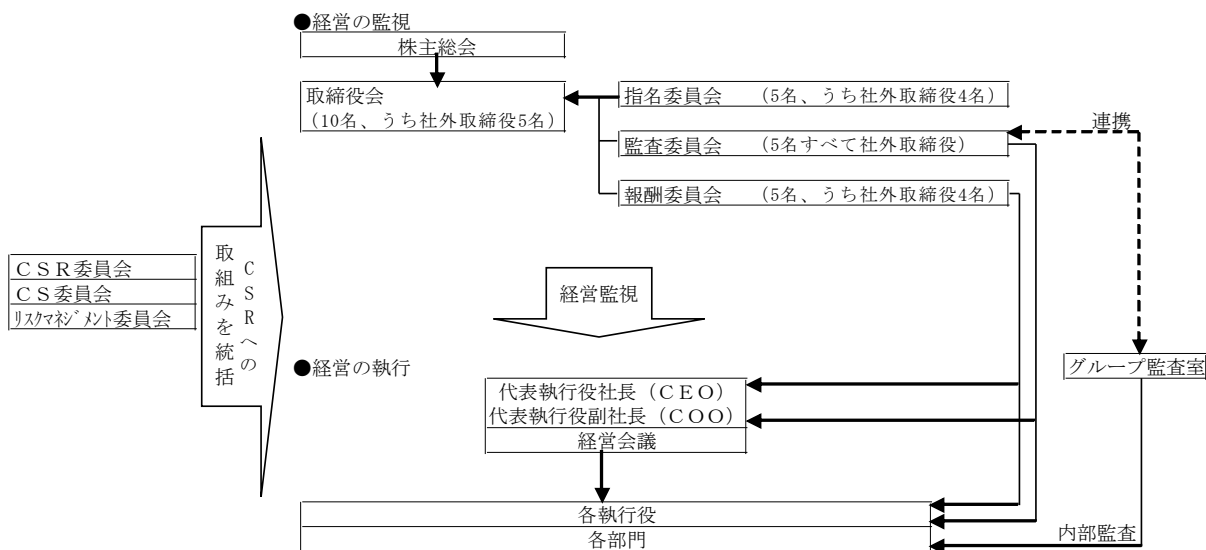 ●経営の監視
株主総会
取締役会
(10名、うち社外取締役5名)
指名委員会　(5名、うち社外取締役4名)
監査委員会　(5名すべて社外取締役)
報酬委員会　(5名、うち社外取締役4名)
連携
ＣＳＲ委員会
ＣＳ委員会
ﾘｽｸﾏﾈｼﾞﾒﾝﾄ委員会
ＣＳＲへの
取組みを統括
経営監視
●経営の執行
代表執行役社長（ＣＥＯ）
代表執行役副社長（ＣＯＯ）
経営会議
グループ監査室
各執行役
各部門
内部監査